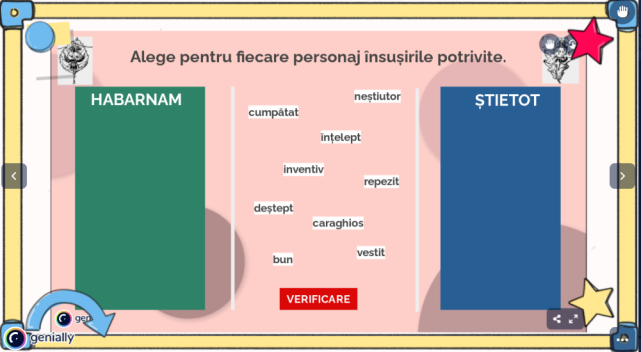 Alege pentru fiecare personaj însușirile potrivite.
HABARNAM
ȘTIETOT
neștiutor
cumpătat
înțelept
inventiv
repezit
deștept
caraghios
vestit
bun
VERIFICARE
gen
genially